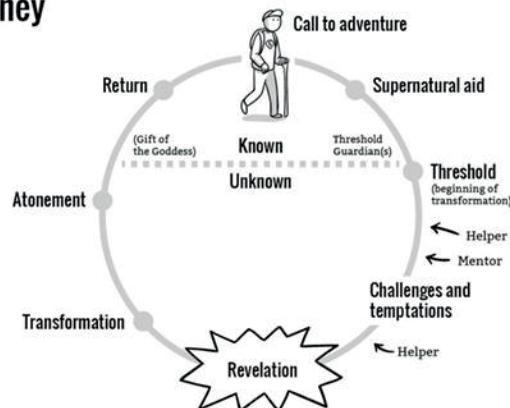 ney
Call to adventure
Return
Supernatural aid
(Gift of
the Goddess)
Known
Threshold
Guardian(s)
Unknown
Threshold
(beginning of
transformation)
Atonement
Helper
Mentor
Challenges and
temptations
Transformation
Helper
Revelation